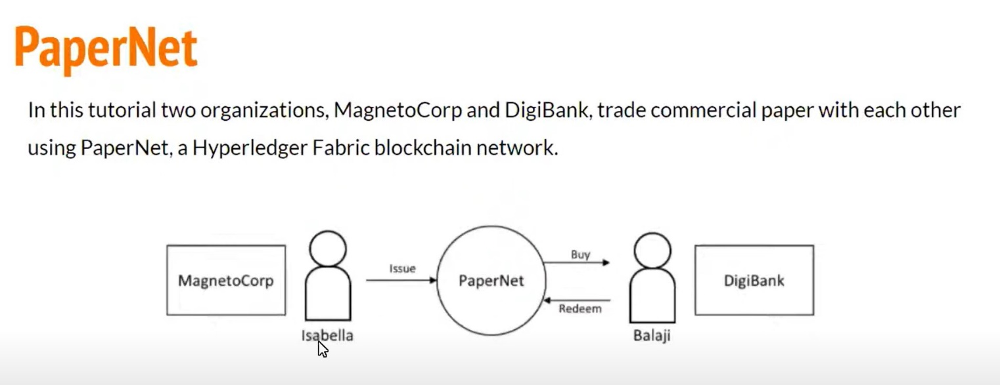 PaperNet
In this tutorial two organizations, MagnetoCorp and DigiBank, trade commercial paper with each other
using PaperNet, a Hyperledger Fabric blockchain network.
MagnetoCorp
Isabella
Issue
PaperNet
Buy
Redeem
Balaji
DigiBank